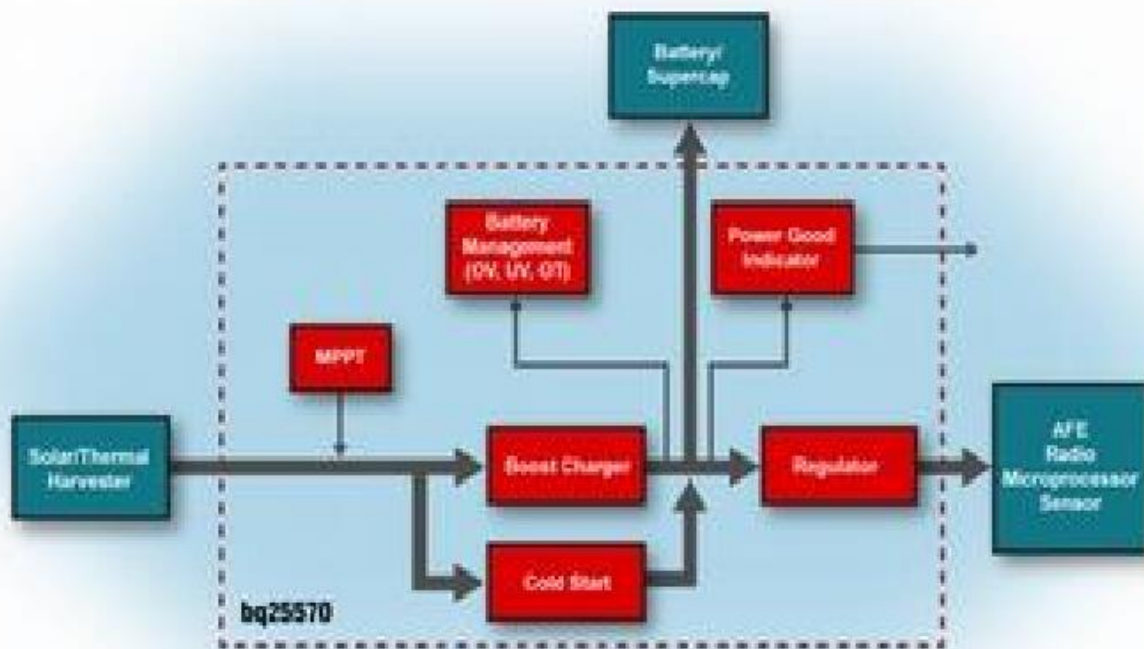 Battery/
Supercap
Battery
Management
(OV, UV, OT)
Power Good
Indicator
MPPT
Solar/Thermal
Harvester
Boost Charger
Regulator
AFE
Radio
Microprocessor
Sensor
Cold Start
bq25570